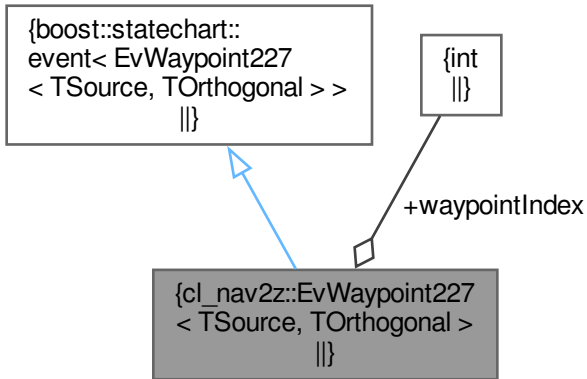 {boost::statechart::
event< EvWaypoint227
< TSource, TOrthogonal > >
||}
{int
||}
+waypointIndex
{cl_nav2z::EvWaypoint227
< TSource, TOrthogonal >
||}